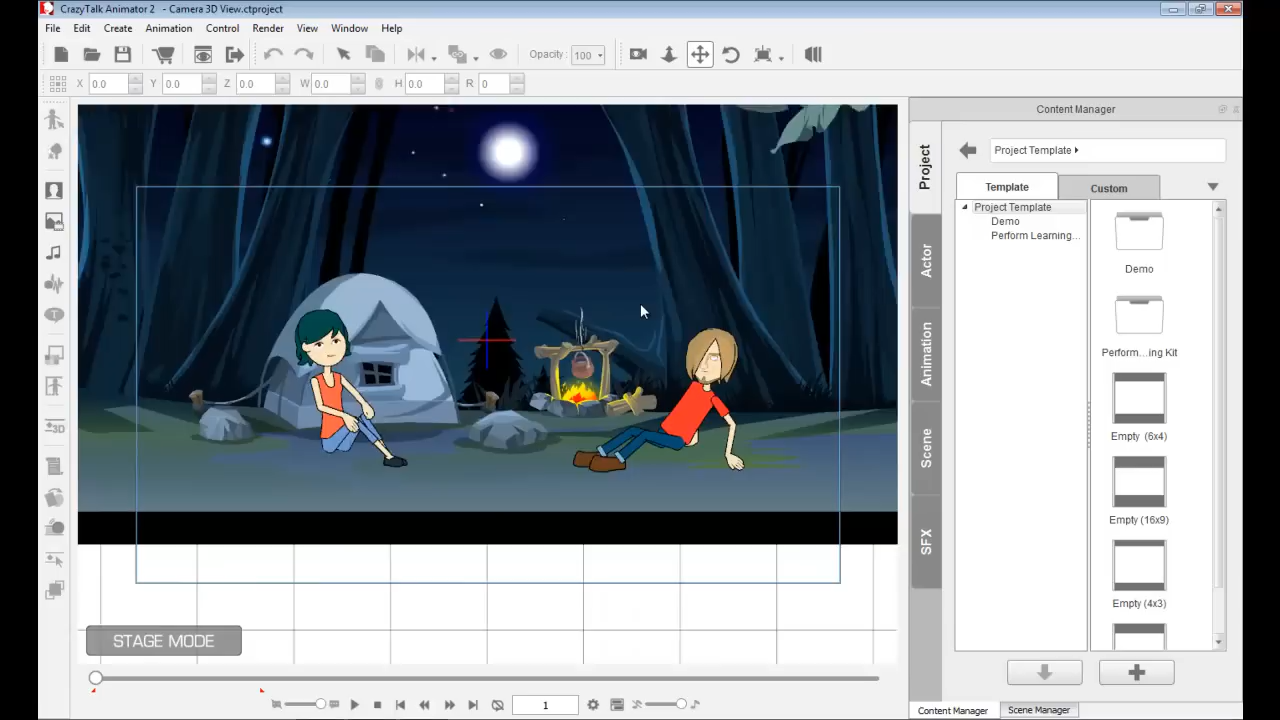 CrazyTalk Animator 2 - Camera 3D View.ctproject
File Edit Create Animation Control Render View Window Help
Opacity: 100
X 0.0 Y 0.0 Z 0.0 W 0.0 H 0.0 R 0
Content Manager
Project Template
Template Custom
Project Template
Demo
Perform Learning...
Demo
Perform...ing Kit
Empty (6x4)
Empty (16x9)
Empty (4x3)
Project
Actor
Animation
Scene
SFX
3D
STAGE MODE
1
Content Manager Scene Manager